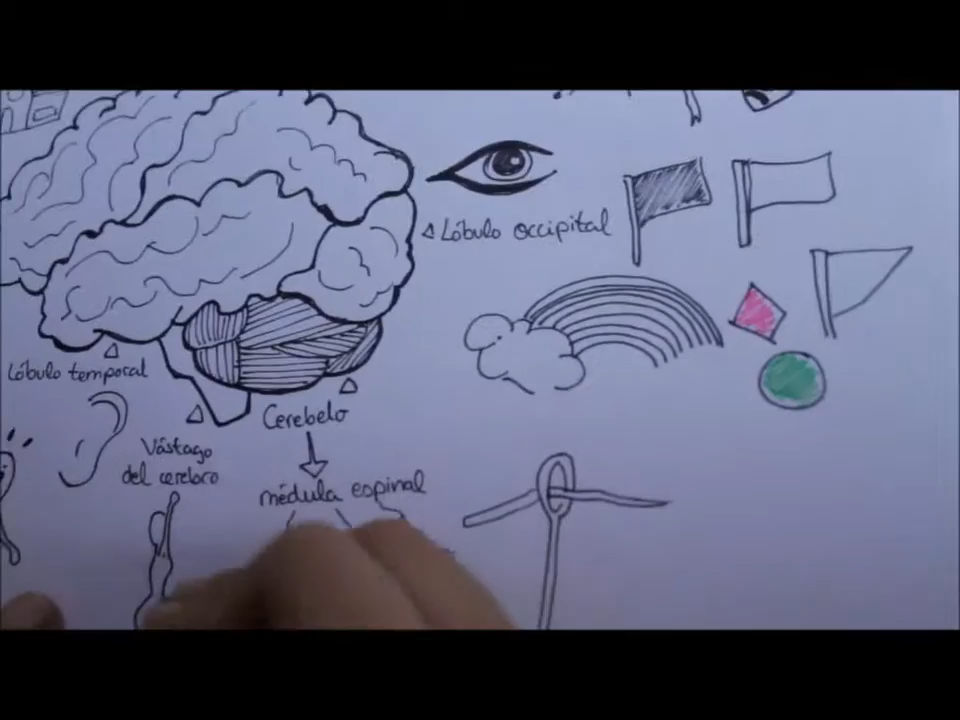 Lóbulo occipital
Lóbulo temporal
Cerebelo
Vástago
del cerebro
médula espinal